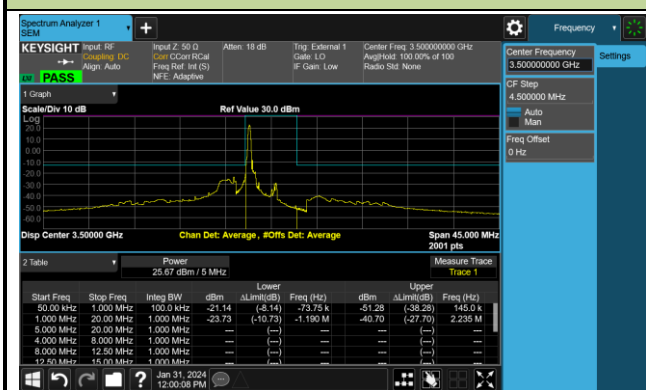 Spectrum Analyzer 1
SEM
+
Frequency
KEYSIGHT Input: RF Input Z: 50 Ω Atten: 18 dB Trig: External 1 Center Freq: 3.500000000 GHz
Coupling: DC Corr CCorr RCal Gate: LO Avg|Hold: 100.00% of 100
Align: Auto Freq Ref: Int (S) IF Gain: Low Radio Std: None
NFE: Adaptive
PASS
Center Frequency
3.500000000 GHz
Settings
CF Step
4.500000 MHz
Auto
Man
Freq Offset
0 Hz
1 Graph
Scale/Div 10 dB Ref Value 30.0 dBm
Log
20.0
10.0
0.00
-10.0
-20.0
-30.0
-40.0
-50.0
-60.0
Disp Center 3.50000 GHz Chan Det: Average , #Offs Det: Average Span 45.000 MHz
2001 pts
2 Table Power Measure Trace
25.67 dBm / 5 MHz Trace 1
Lower Upper
Start Freq Stop Freq Integ BW dBm ΔLimit(dB) Freq (Hz) dBm ΔLimit(dB) Freq (Hz)
50.00 kHz 1.000 MHz 100.0 kHz -21.14 (-8.14) -73.75 k -51.28 (-38.28) 145.0 k
1.000 MHz 20.00 MHz 1.000 MHz -23.73 (-10.73) -1.190 M -40.70 (-27.70) 2.235 M
5.000 MHz 20.00 MHz 1.000 MHz --- (---) --- --- (---) ---
4.000 MHz 8.000 MHz 1.000 MHz --- (---) --- --- (---) ---
8.000 MHz 12.50 MHz 1.000 MHz --- (---) --- --- (---) ---
12.50 MHz 15.00 MHz 1.000 MHz --- (---) --- --- (---) ---
? Jan 31, 2024
12:00:08 PM